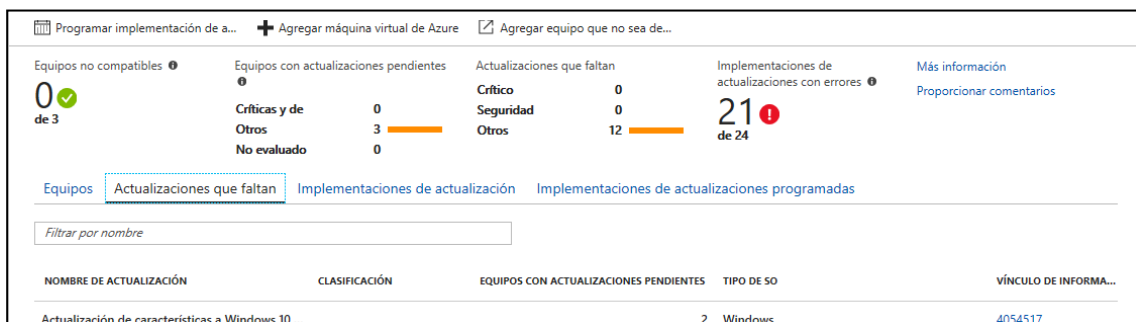 Programar implementación de a... Agregar máquina virtual de Azure Agregar equipo que no sea de...
Equipos no compatibles
0
de 3
Equipos con actualizaciones pendientes
Críticas y de 0
Otros 3
No evaluado 0
Actualizaciones que faltan
Crítico 0
Seguridad 0
Otros 12
Implementaciones de
actualizaciones con errores
21
de 24
Más información
Proporcionar comentarios
Equipos Actualizaciones que faltan Implementaciones de actualización Implementaciones de actualizaciones programadas
Filtrar por nombre
NOMBRE DE ACTUALIZACIÓN CLASIFICACIÓN EQUIPOS CON ACTUALIZACIONES PENDIENTES TIPO DE SO VÍNCULO DE INFORMA...
Actualización de características a Windows 10 ... 2 Windows 4054517